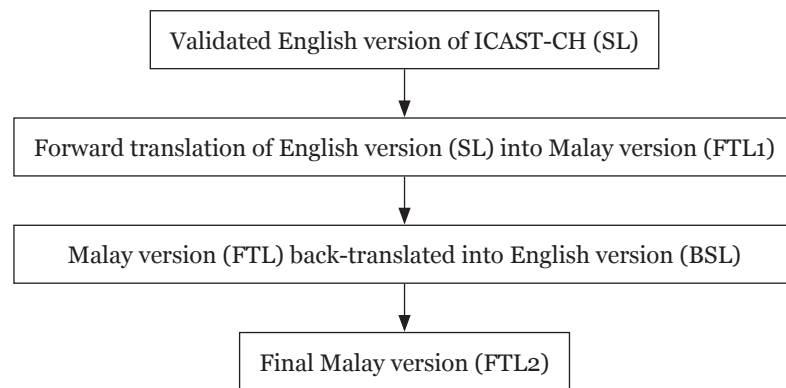 Validated English version of ICAST-CH (SL)
Forward translation of English version (SL) into Malay version (FTL1)
Malay version (FTL) back-translated into English version (BSL)
Final Malay version (FTL2)